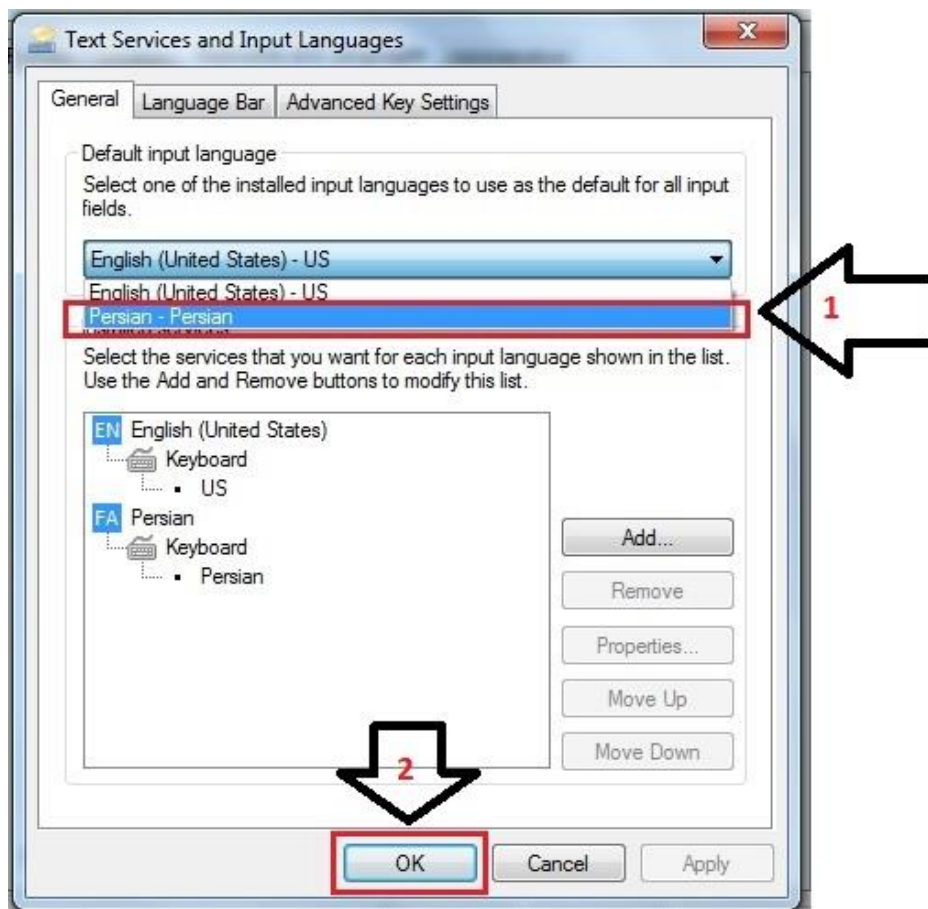 Text Services and Input Languages
General
Language Bar
Advanced Key Settings
Default input language
Select one of the installed input languages to use as the default for all input
fields.
English (United States) - US
English (United States) - US
Persian - Persian
1
Select the services that you want for each input language shown in the list.
Use the Add and Remove buttons to modify this list.
EN English (United States)
Keyboard
US
FA Persian
Keyboard
Persian
Add...
Remove
Properties...
Move Up
Move Down
2
OK
Cancel
Apply